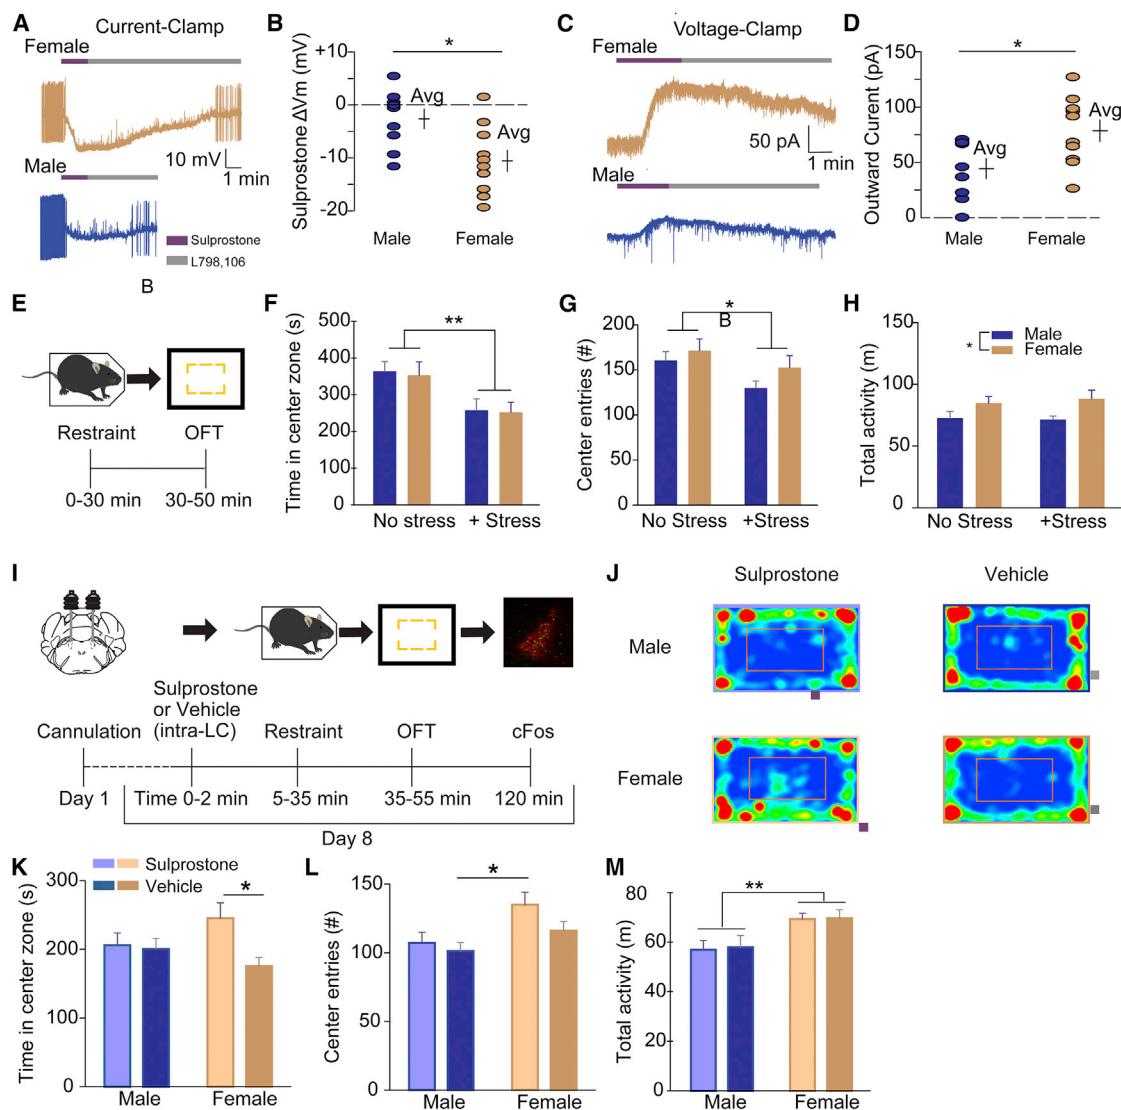 A
Current-Clamp
Female
10 mV
1 min
Male
Sulprostone
L798,106
B
B
Sulprostone ΔVm (mV)
+10
0
-10
-20
*
Avg
Avg
Male
Female
C
Voltage-Clamp
Female
50 pA
1 min
Male
D
Outward Current (pA)
150
100
50
0
*
Avg
Avg
Male
Female
E
Restraint
OFT
0-30 min
30-50 min
F
Time in center zone (s)
500
400
300
200
100
0
**
No stress
+ Stress
G
Center entries (#)
200
150
100
150
50
0
*
B
No Stress
+Stress
H
Total activity (m)
150
100
50
0
*
Male
Female
No Stress
+Stress
I
Sulprostone
or Vehicle
(intra-LC)
Cannulation
Restraint
OFT
cFos
Day 1
Time 0-2 min
5-35 min
35-55 min
120 min
Day 8
J
Sulprostone
Vehicle
Male
Female
K
Sulprostone
Vehicle
Time in center zone (s)
300
200
100
0
*
Male
Female
L
Center entries (#)
150
100
50
0
*
Male
Female
M
Total activity (m)
80
60
40
20
0
**
Male
Female